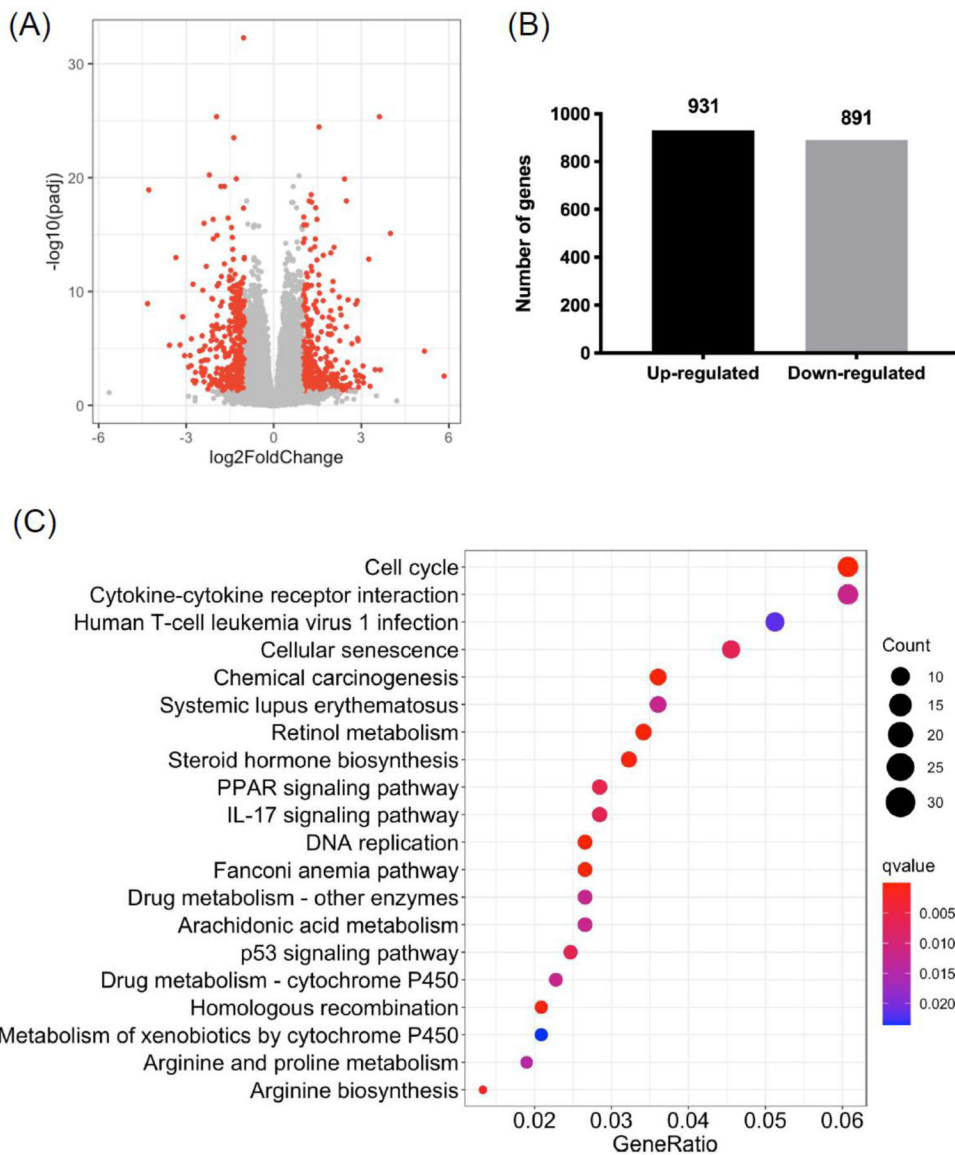 (A)
30
20
10
0
-log10(padj)
-6
-3
0
3
6
log2FoldChange
(B)
1000
800
600
400
200
0
Number of genes
931
891
Up-regulated
Down-regulated
(C)
Cell cycle
Cytokine-cytokine receptor interaction
Human T-cell leukemia virus 1 infection
Cellular senescence
Chemical carcinogenesis
Systemic lupus erythematosus
Retinol metabolism
Steroid hormone biosynthesis
PPAR signaling pathway
IL-17 signaling pathway
DNA replication
Fanconi anemia pathway
Drug metabolism - other enzymes
Arachidonic acid metabolism
p53 signaling pathway
Drug metabolism - cytochrome P450
Homologous recombination
Metabolism of xenobiotics by cytochrome P450
Arginine and proline metabolism
Arginine biosynthesis
0.02
0.03
0.04
0.05
0.06
GeneRatio
Count
10
15
20
25
30
qvalue
0.005
0.010
0.015
0.020